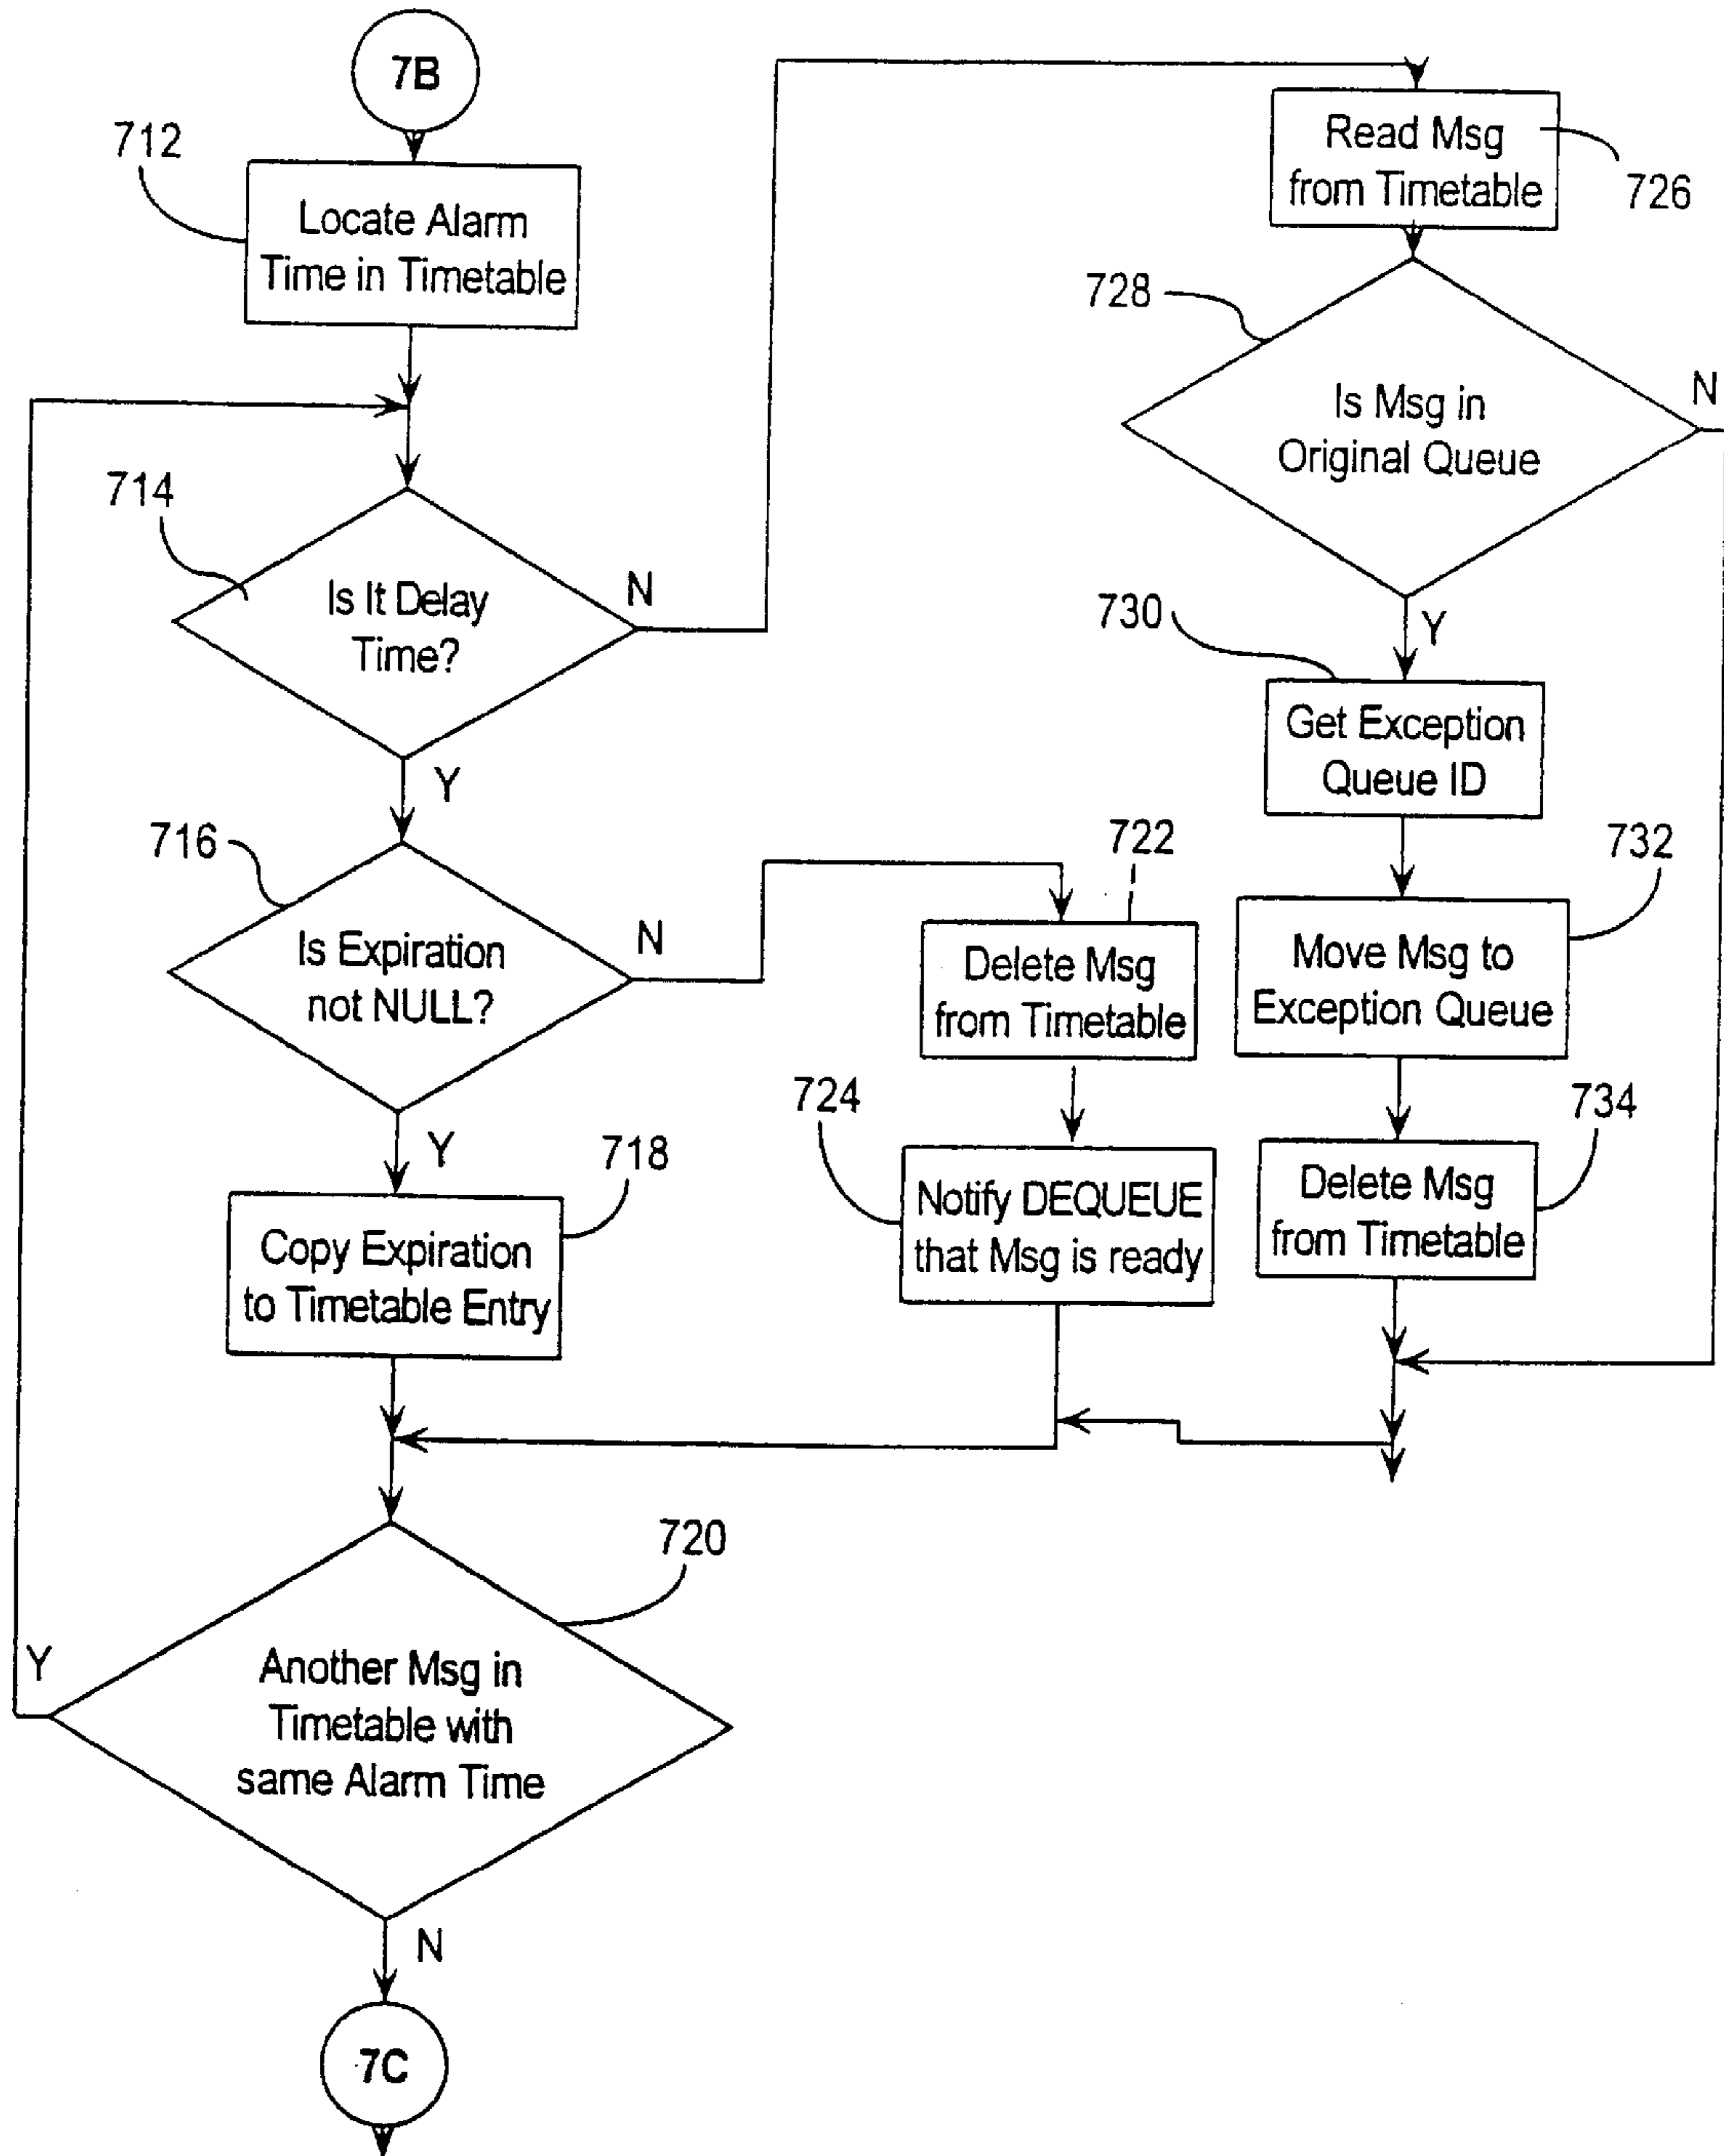 7B
712
Locate Alarm
Time in Timetable
714
Is It Delay
Time?
N
Y
716
Is Expiration
not NULL?
N
Y
718
Copy Expiration
to Timetable Entry
722
Delete Msg
from Timetable
724
Notify DEQUEUE
that Msg is ready
Read Msg
from Timetable
726
728
Is Msg in
Original Queue
N
Y
730
Get Exception
Queue ID
732
Move Msg to
Exception Queue
734
Delete Msg
from Timetable
720
Another Msg in
Timetable with
same Alarm Time
Y
N
7C